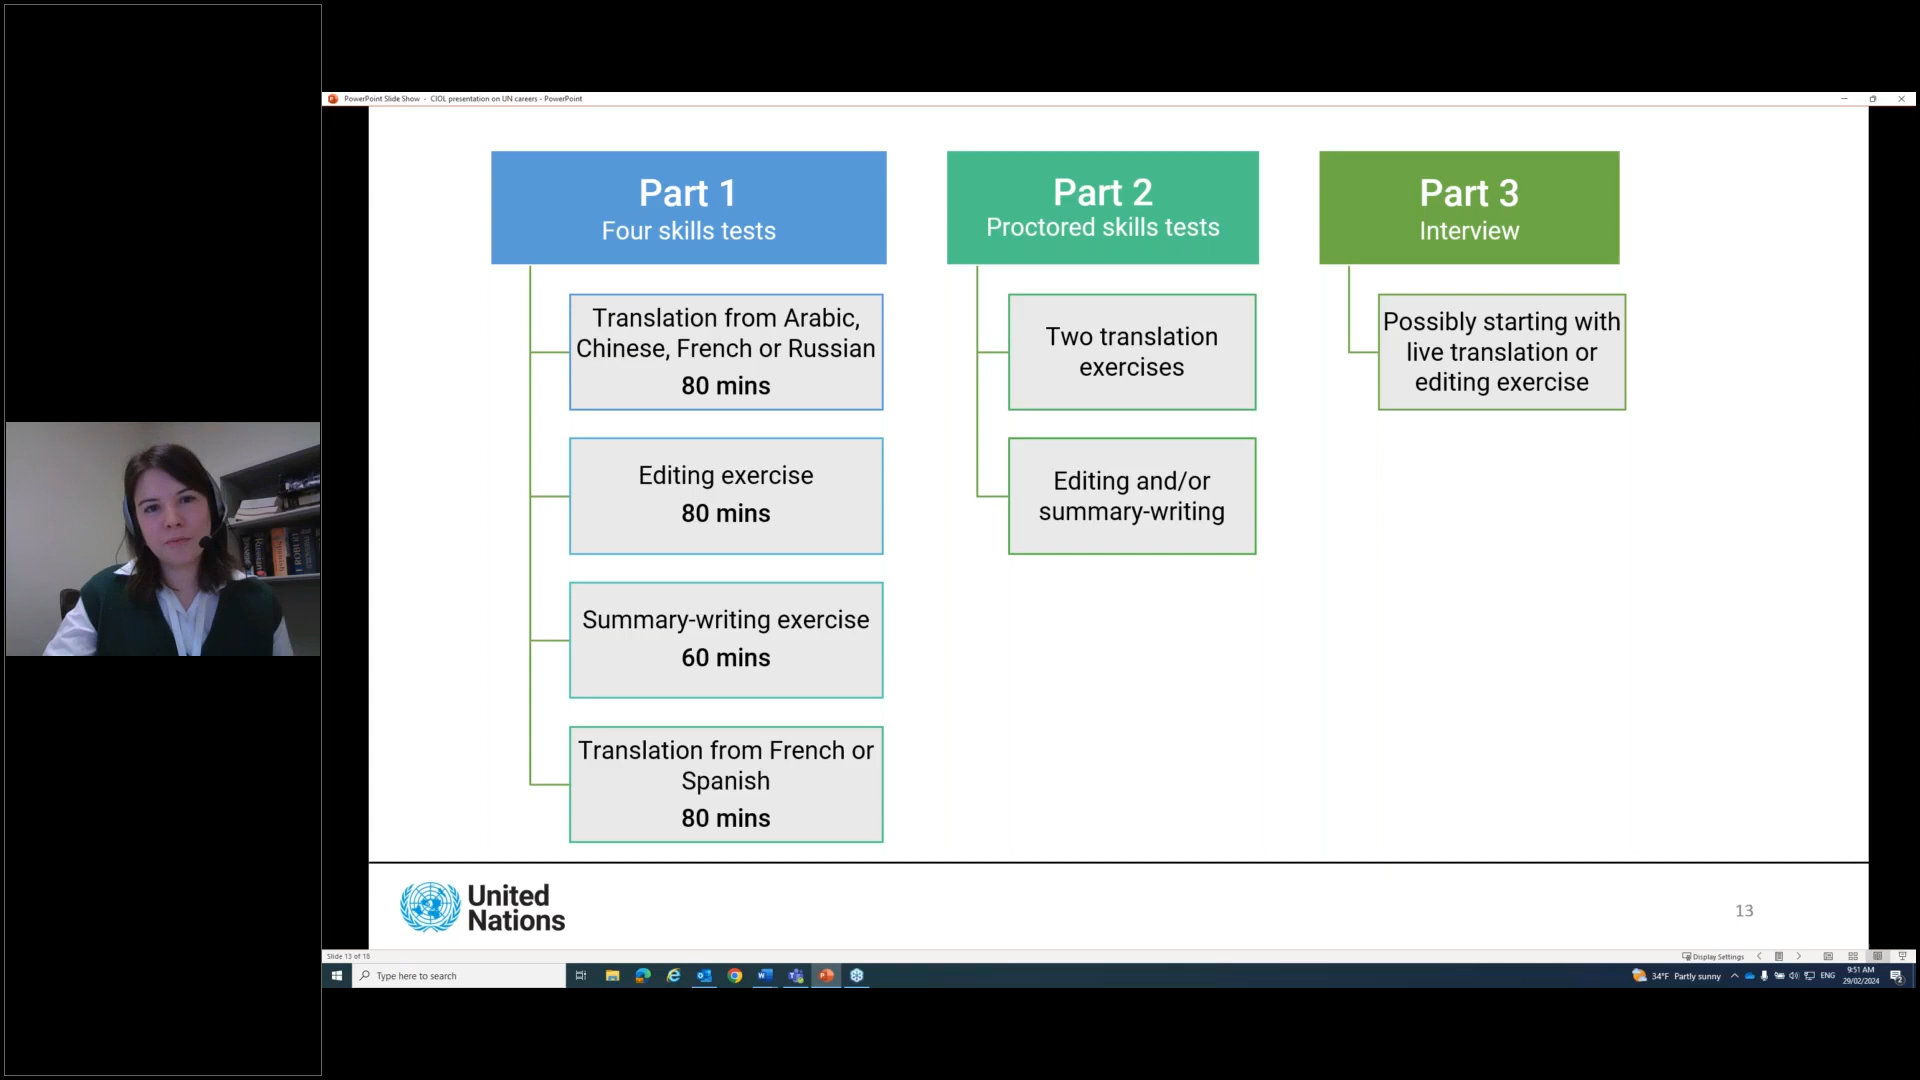 PowerPoint Slide Show - CIOL presentation on UN careers - PowerPoint
Part 1
Four skills tests
Translation from Arabic,
Chinese, French or Russian
80 mins
Editing exercise
80 mins
Summary-writing exercise
60 mins
Translation from French or
Spanish
80 mins
Part 2
Proctored skills tests
Two translation
exercises
Editing and/or
summary-writing
Part 3
Interview
Possibly starting with
live translation or
editing exercise
United
Nations
13
Slide 13 of 18
Display Settings
Type here to search
34°F Partly sunny
ENG
9:51 AM
29/02/2024
Russian